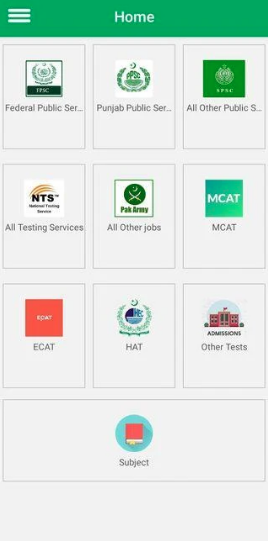 Home
FPSC
Federal Public Ser...
PPSC
Punjab Public Ser...
SPSC
All Other Public S...
NTS
National Testing
Service
All Testing Services
Pak Army
All Other jobs
MCAT
MCAT
ECAT
ECAT
HEC
HAT
ADMISSIONS
Other Tests
Subject